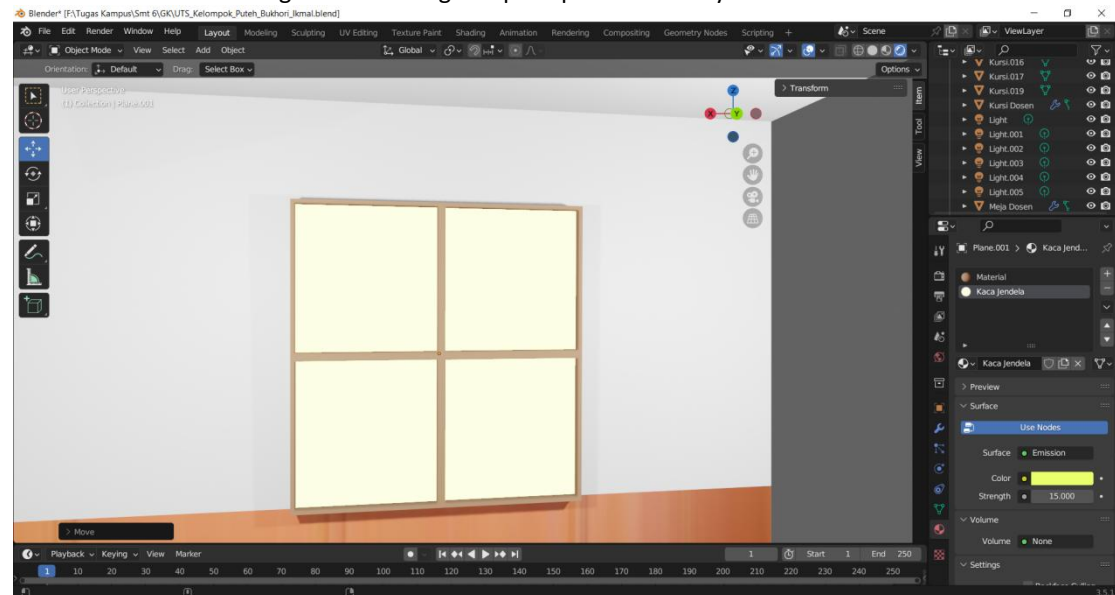 Blender* [F:\Tugas Kampus\Smt 6\GK\UTS_Kelompok_Puteh_Bukhori_Ikmal.blend]
File Edit Render Window Help Layout Modeling Sculpting UV Editing Texture Paint Shading Animation Rendering Compositing Geometry Nodes Scripting + Scene ViewLayer
Object Mode View Select Add Object Global
Orientation: Default Drag: Select Box Options
User Perspective
(1) Collection | Plane.001
Transform
Item
Tool
View
X
Y
Z
Kursi.016
Kursi.017
Kursi.019
Kursi Dosen
Light
Light.001
Light.002
Light.003
Light.004
Light.005
Meja Dosen
Plane.001 > Kaca Jend...
Material
Kaca Jendela
Kaca Jendela
Preview
Surface
Use Nodes
Surface Emission
Color
Strength 15.000
Volume
Volume None
Settings
Move
Playback Keying View Marker 1 Start 1 End 250
1 10 20 30 40 50 60 70 80 90 100 110 120 130 140 150 160 170 180 190 200 210 220 230 240 250
3.5.1